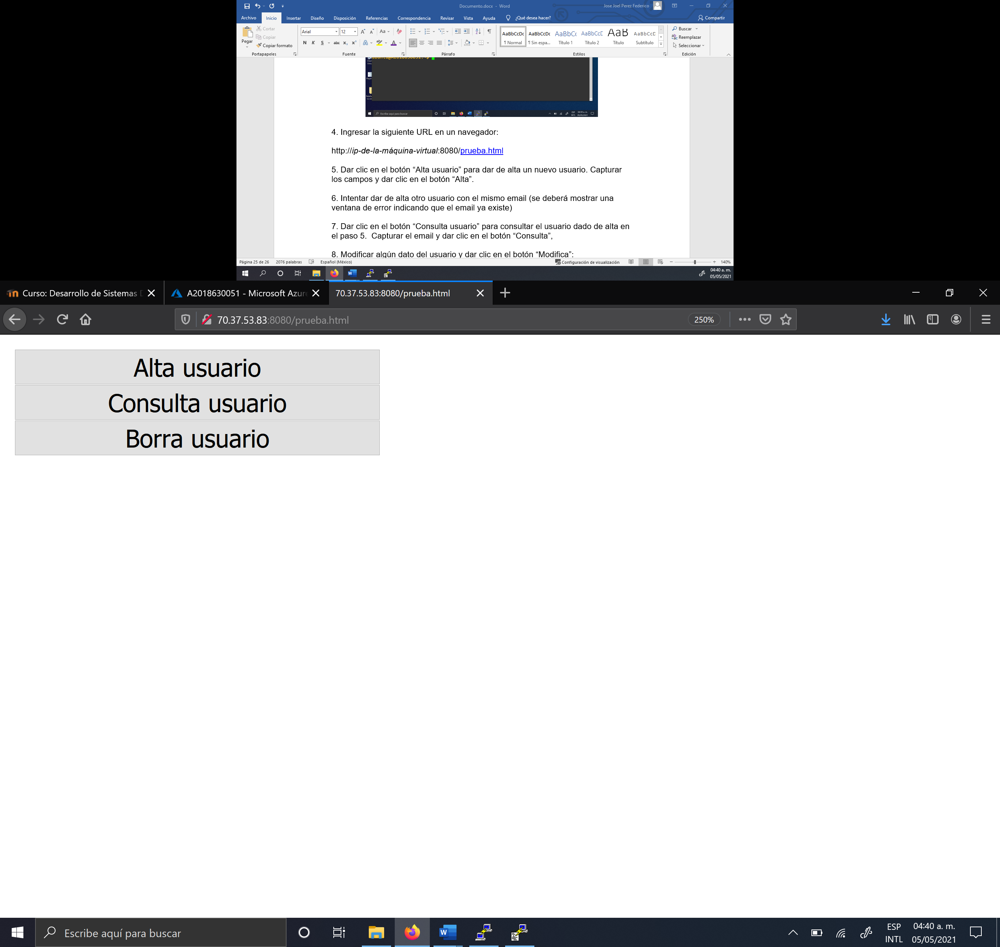 Documento.docx - Word
Jose Joel Perez Federico
Archivo Inicio Insertar Diseño Disposición Referencias Correspondencia Revisar Vista Ayuda ¿Qué desea hacer? Compartir
Pegar
Cortar
Copiar
Copiar formato
Portapapeles
Arial 12
Aa
N K S abc x₂ x²
Fuente
Párrafo
AaBbCcDc AaBbCcDc AaBbC( AaBbCcE AaB AaBbCcC
¶ Normal ¶ Sin espa... Título 1 Título 2 Título Subtítulo
Estilos
Buscar
Reemplazar
Seleccionar
Edición
Escribe aquí para buscar
4. Ingresar la siguiente URL en un navegador:
http://ip-de-la-máquina-virtual:8080/prueba.html
5. Dar clic en el botón “Alta usuario” para dar de alta un nuevo usuario. Capturar
los campos y dar clic en el botón “Alta”.
6. Intentar dar de alta otro usuario con el mismo email (se deberá mostrar una
ventana de error indicando que el email ya existe)
7. Dar clic en el botón “Consulta usuario” para consultar el usuario dado de alta en
el paso 5. Capturar el email y dar clic en el botón “Consulta”,
8. Modificar algún dato del usuario y dar clic en el botón “Modifica”:
Página 25 de 26 2076 palabras Español (México) Configuración de visualización 140%
04:40 a. m.
05/05/2021
Curso: Desarrollo de Sistemas A2018630051 - Microsoft Azure 70.37.53.83:8080/prueba.html
70.37.53.83:8080/prueba.html 250%
Alta usuario
Consulta usuario
Borra usuario
Escribe aquí para buscar
ESP
INTL
04:40 a. m.
05/05/2021